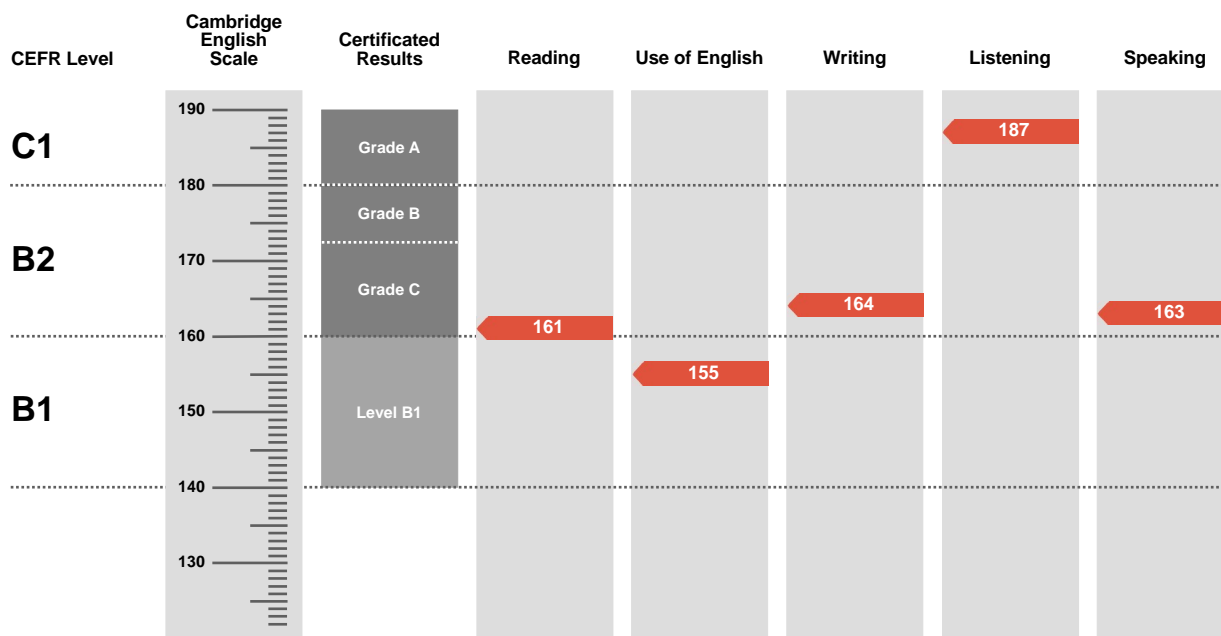 CEFR Level
Cambridge
English
Scale
Certificated
Results
Reading
Use of English
Writing
Listening
Speaking
190
C1
Grade A
187
180
Grade B
B2
170
Grade C
164
163
161
160
155
B1
150
Level B1
140
130